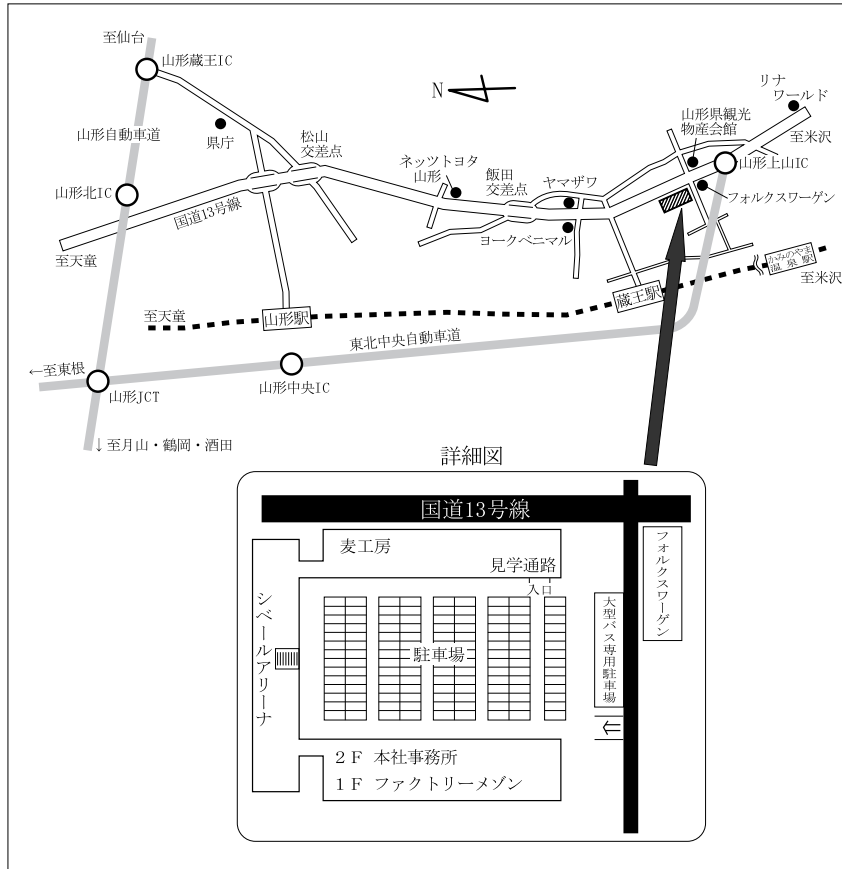 至仙台
山形蔵王IC
山形自動車道
県庁
松山
交差点
山形北IC
国道13号線
至天童
N
ネッツトヨタ
山形
飯田
交差点
ヤマザワ
ヨークベニマル
山形県観光
物産会館
リナ
ワールド
至米沢
山形上山IC
フォルクスワーゲン
かみのやま
温泉駅
至米沢
蔵王駅
至天童
山形駅
東北中央自動車道
←至東根
山形JCT
山形中央IC
↓至月山・鶴岡・酒田
詳細図
国道13号線
麦工房
見学通路
入口
シベールアリーナ
駐車場
大型バス専用駐車場
フォルクスワーゲン
⇐
2F 本社事務所
1F ファクトリーメゾン